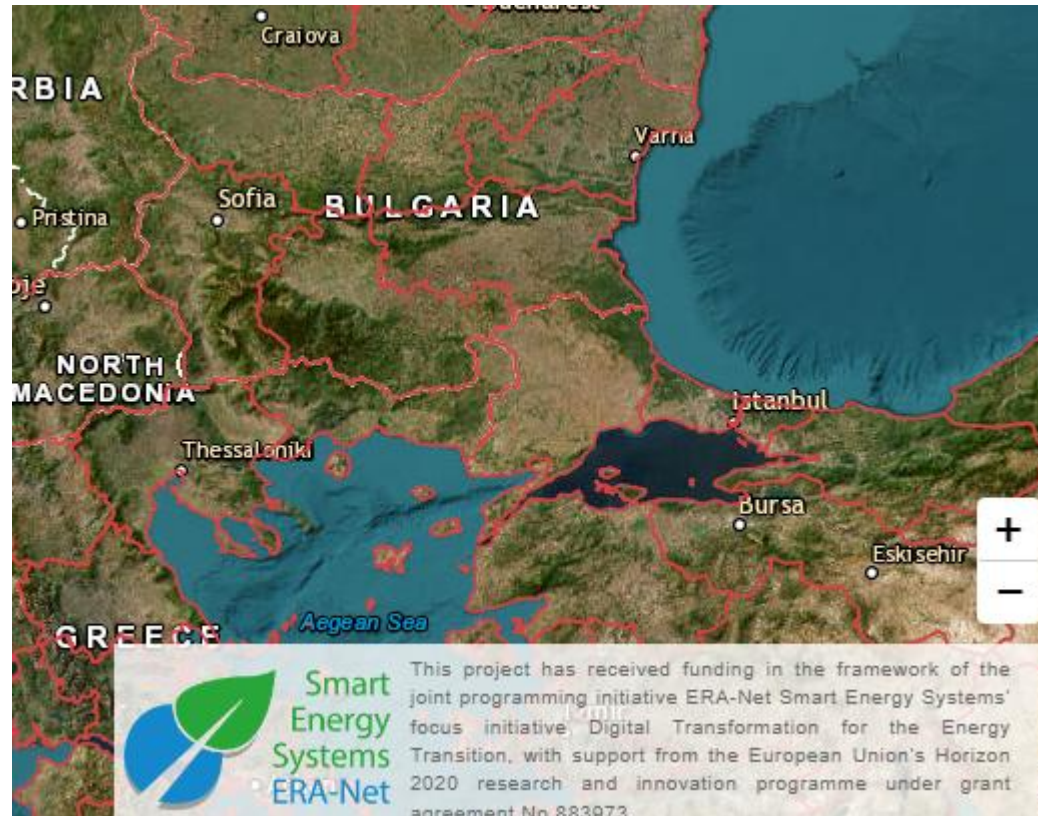 Craiova
RBIA
Varna
Sofia
BULGARIA
Pristina
NORTH
MACEDONIA
istanbul
Thessaloniki
Bursa
Eskisehir
+
−
Aegean Sea
GREECE
Smart
Energy
Systems
ERA-Net
This project has received funding in the framework of the
joint programming initiative ERA-Net Smart Energy Systems'
focus initiative Digital Transformation for the Energy
Transition, with support from the European Union's Horizon
2020 research and innovation programme under grant
agreement No 883973